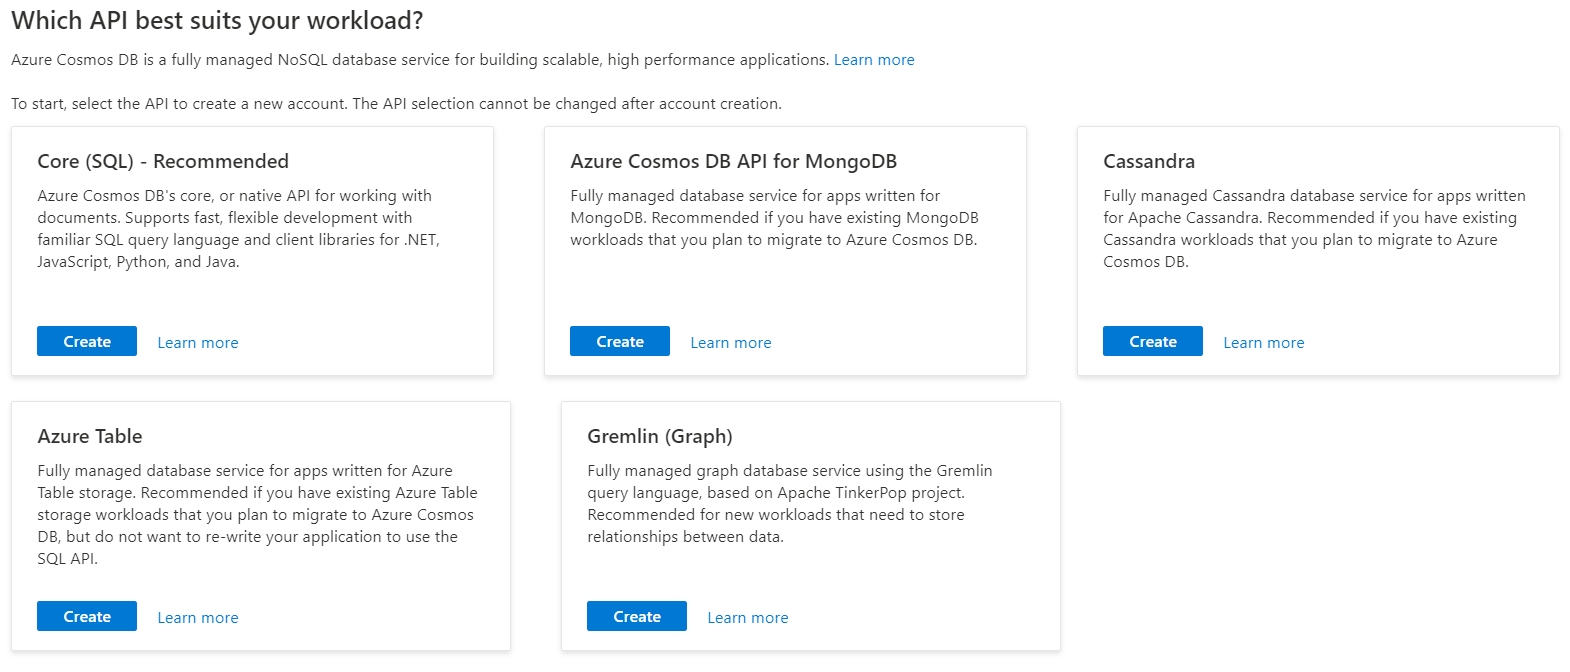 Which API best suits your workload?
Azure Cosmos DB is a fully managed NoSQL database service for building scalable, high performance applications. Learn more
To start, select the API to create a new account. The API selection cannot be changed after account creation.
Core (SQL) - Recommended
Azure Cosmos DB's core, or native API for working with
documents. Supports fast, flexible development with
familiar SQL query language and client libraries for .NET,
JavaScript, Python, and Java.
Create Learn more
Azure Cosmos DB API for MongoDB
Fully managed database service for apps written for
MongoDB. Recommended if you have existing MongoDB
workloads that you plan to migrate to Azure Cosmos DB.
Create Learn more
Cassandra
Fully managed Cassandra database service for apps written
for Apache Cassandra. Recommended if you have existing
Cassandra workloads that you plan to migrate to Azure
Cosmos DB.
Create Learn more
Azure Table
Fully managed database service for apps written for Azure
Table storage. Recommended if you have existing Azure Table
storage workloads that you plan to migrate to Azure Cosmos
DB, but do not want to re-write your application to use the
SQL API.
Create Learn more
Gremlin (Graph)
Fully managed graph database service using the Gremlin
query language, based on Apache TinkerPop project.
Recommended for new workloads that need to store
relationships between data.
Create Learn more